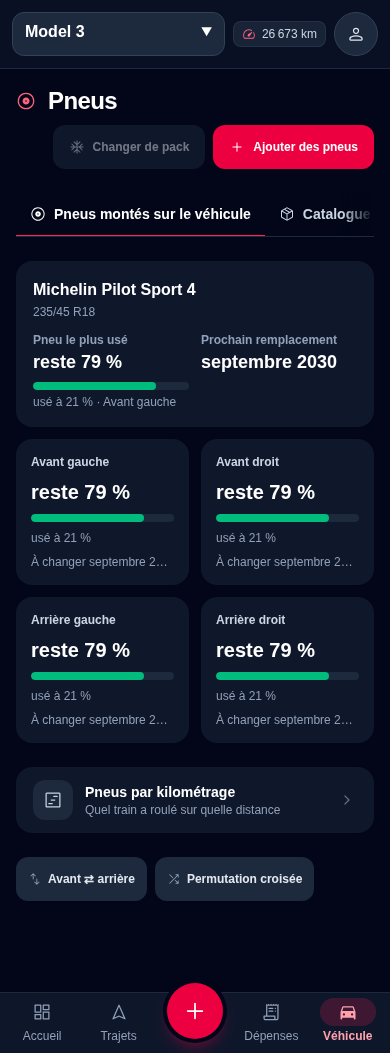 Model 3
26 673 km
Pneus
Changer de pack
Ajouter des pneus
Pneus montés sur le véhicule
Catalogue
Michelin Pilot Sport 4
235/45 R18
Pneu le plus usé
Prochain remplacement
reste 79 %
septembre 2030
usé à 21 % · Avant gauche
Avant gauche
reste 79 %
usé à 21 %
À changer septembre 2…
Avant droit
reste 79 %
usé à 21 %
À changer septembre 2…
Arrière gauche
reste 79 %
usé à 21 %
À changer septembre 2…
Arrière droit
reste 79 %
usé à 21 %
À changer septembre 2…
Pneus par kilométrage
Quel train a roulé sur quelle distance
Avant ⇄ arrière
Permutation croisée
Accueil
Trajets
Dépenses
Véhicule